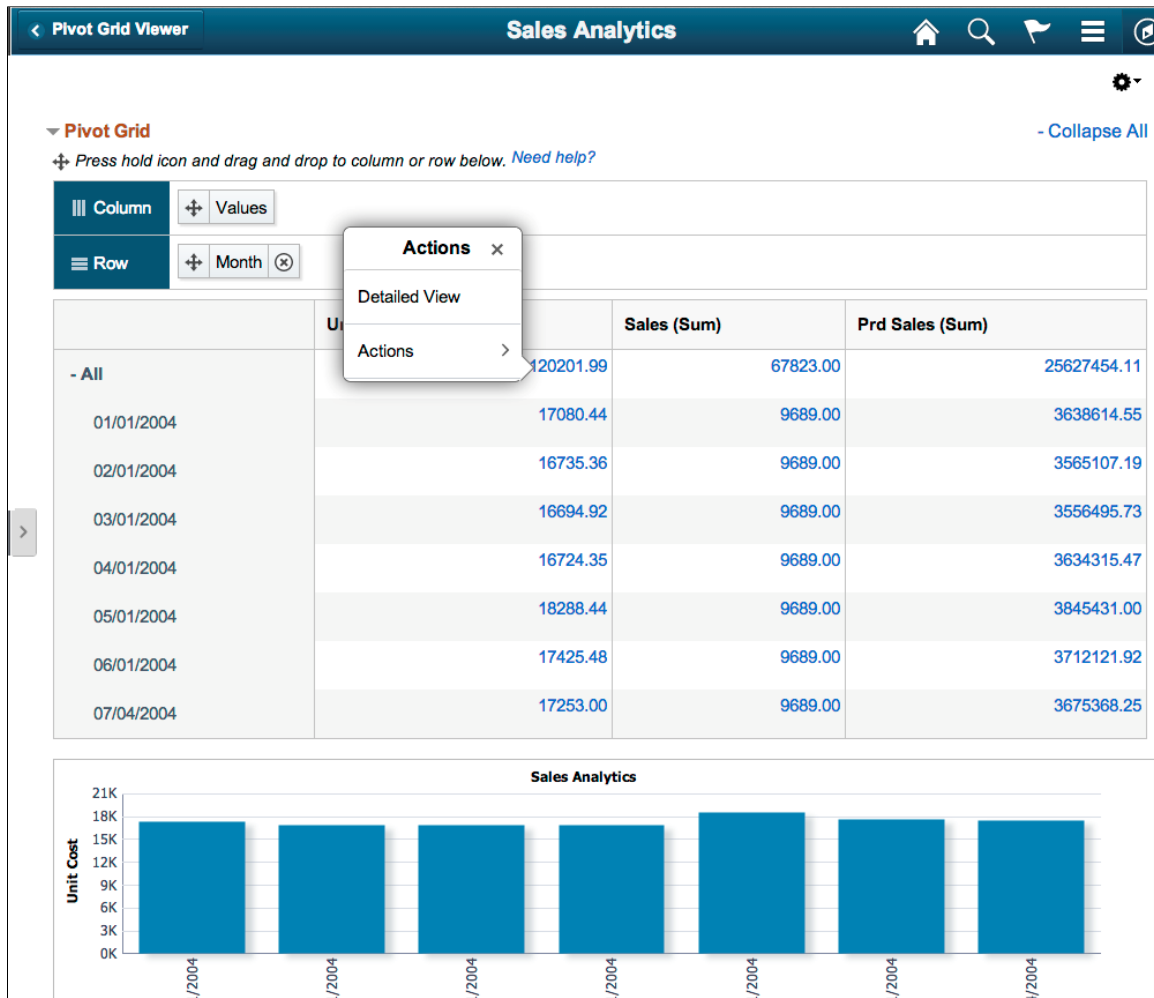 Pivot Grid Viewer
Sales Analytics
Pivot Grid
- Collapse All
Press hold icon and drag and drop to column or row below. Need help?
Column
Values
Row
Month
Actions
Detailed View
Actions
Sales (Sum)
Prd Sales (Sum)
- All 120201.99 67823.00 25627454.11
01/01/2004 17080.44 9689.00 3638614.55
02/01/2004 16735.36 9689.00 3565107.19
03/01/2004 16694.92 9689.00 3556495.73
04/01/2004 16724.35 9689.00 3634315.47
05/01/2004 18288.44 9689.00 3845431.00
06/01/2004 17425.48 9689.00 3712121.92
07/04/2004 17253.00 9689.00 3675368.25
Sales Analytics
21K
18K
15K
12K
9K
6K
3K
0K
Unit Cost